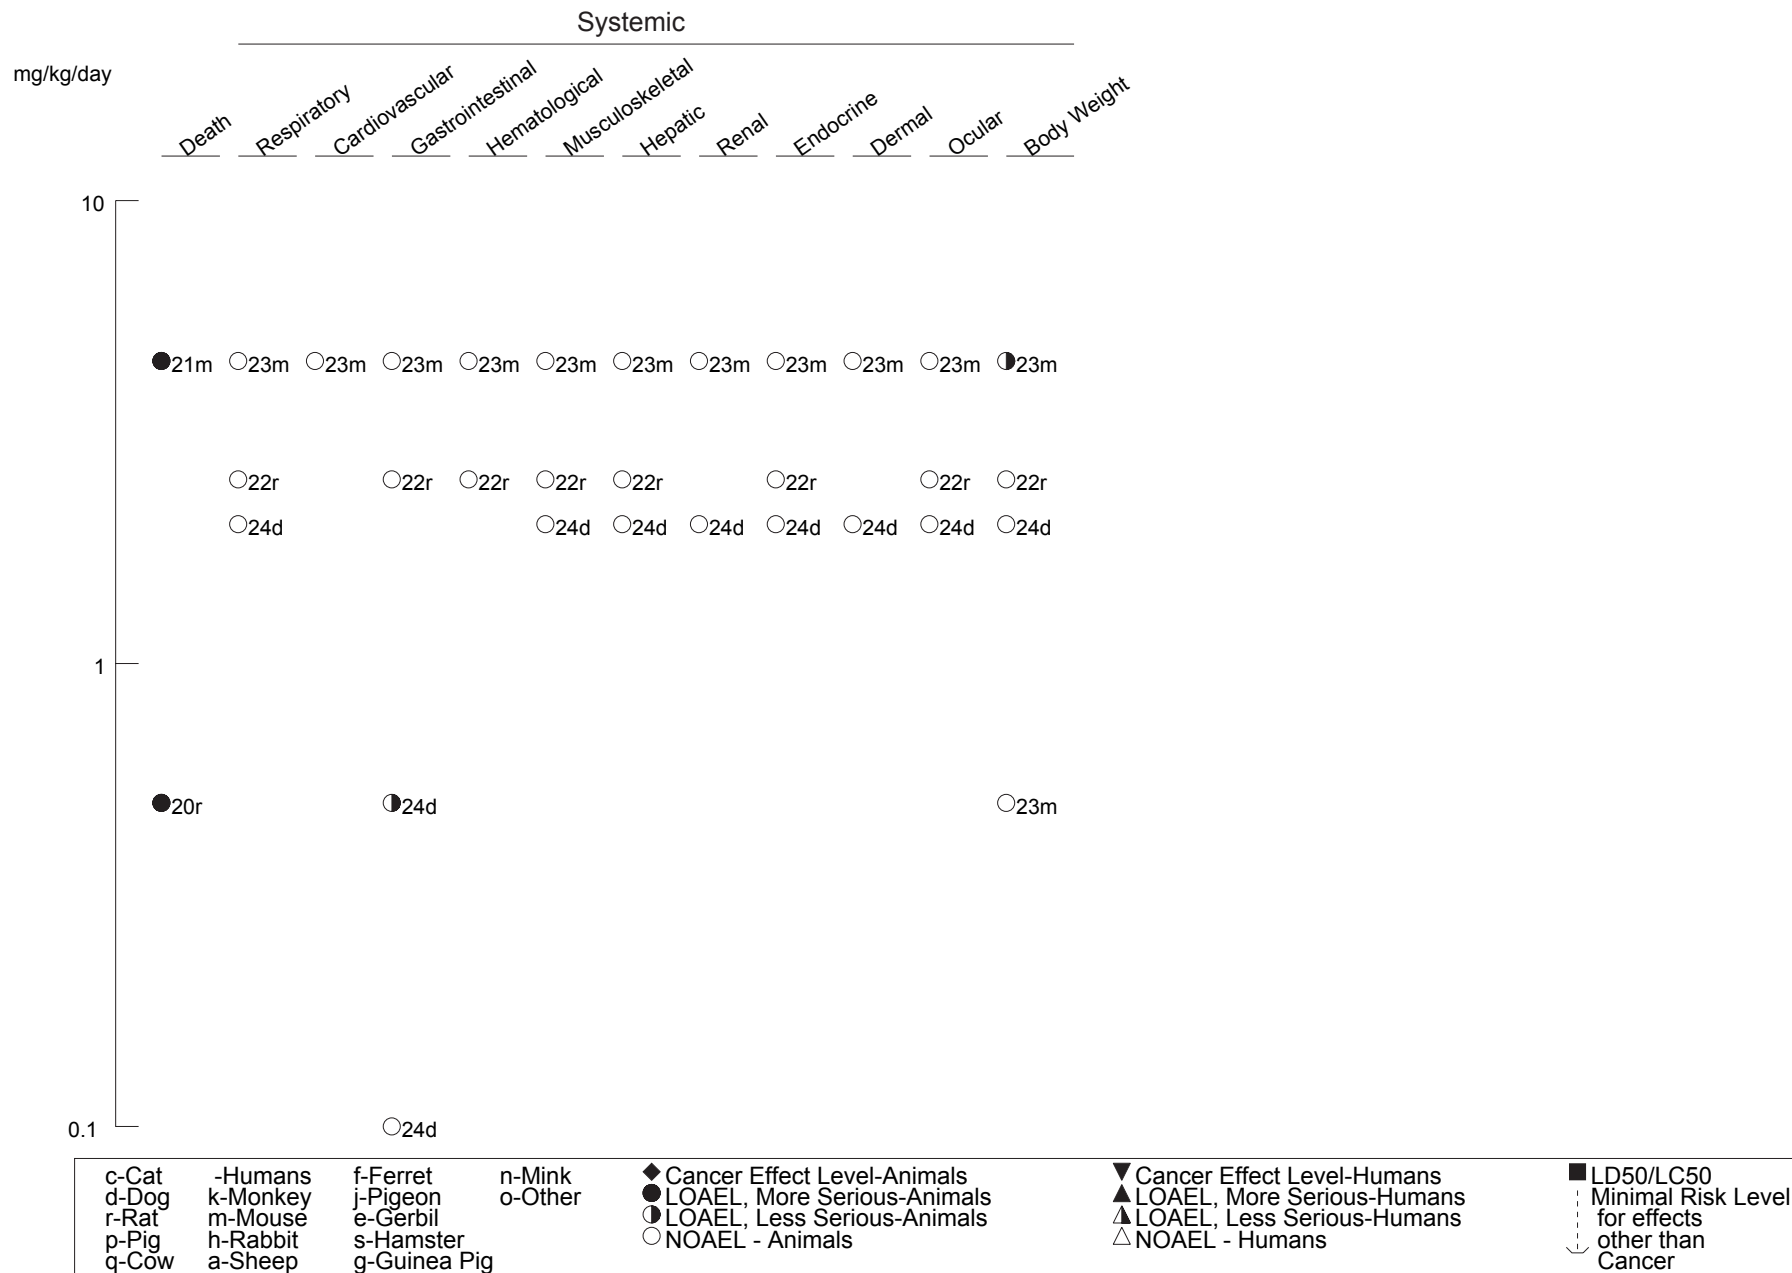 Systemic
mg/kg/day
Death Respiratory Cardiovascular Gastrointestinal Hematological Musculoskeletal Hepatic Renal Endocrine Dermal Ocular Body Weight
10
21m 23m 23m 23m 23m 23m 23m 23m 23m 23m 23m 23m
22r 22r 22r 22r 22r 22r 22r 22r
24d 24d 24d 24d 24d 24d 24d 24d
1
20r 24d 23m
0.1 24d
c-Cat -Humans f-Ferret n-Mink Cancer Effect Level-Animals Cancer Effect Level-Humans LD50/LC50
d-Dog k-Monkey j-Pigeon o-Other LOAEL, More Serious-Animals LOAEL, More Serious-Humans Minimal Risk Level
r-Rat m-Mouse e-Gerbil LOAEL, Less Serious-Animals LOAEL, Less Serious-Humans for effects
p-Pig h-Rabbit s-Hamster NOAEL - Animals NOAEL - Humans other than
q-Cow a-Sheep g-Guinea Pig Cancer